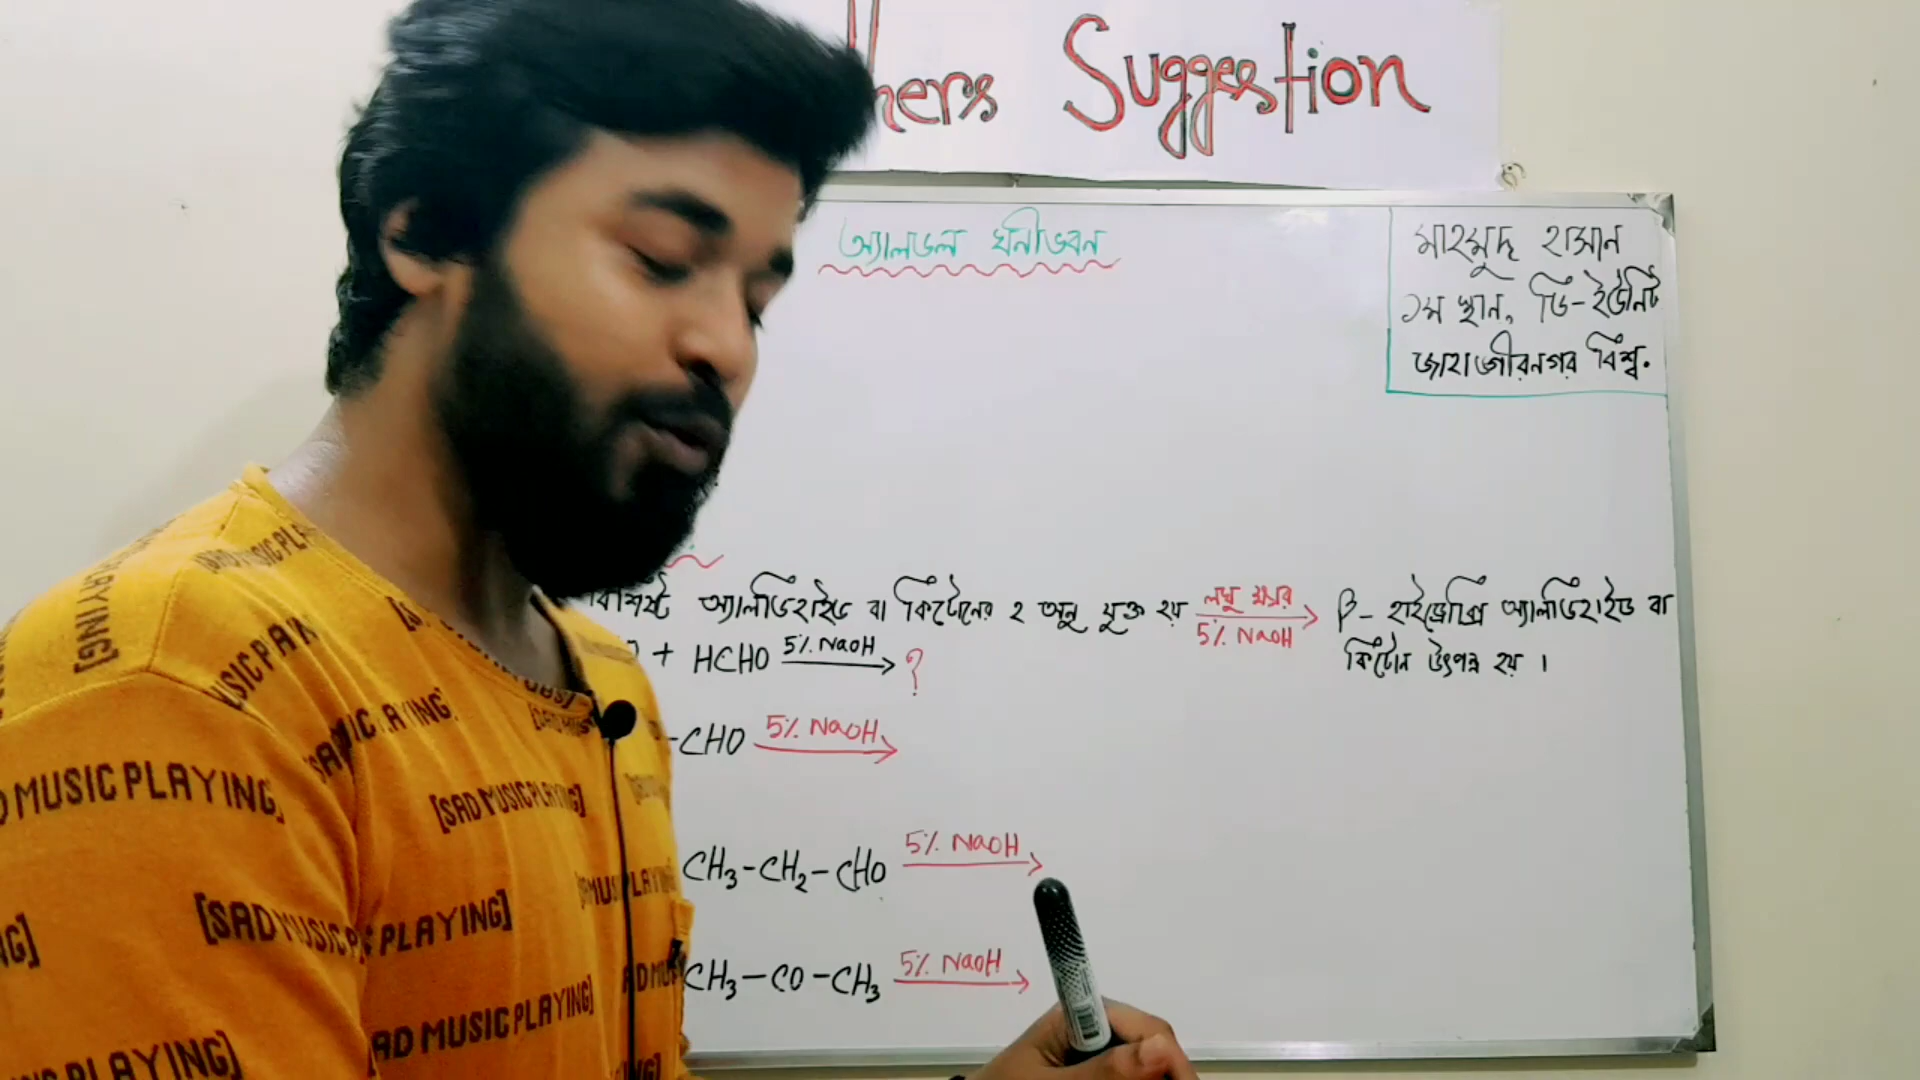 Suggestion
অ্যালডল ঘনীভবন
মাহমুদ হাসান
১ম স্থান, ডি-ইউনিট
জাহাঙ্গীরনগর বিশ্ব.
অ্যালডিহাইড বা কিটোনের ২ অনু যুক্ত হয় লঘু ক্ষার 5% NaOH β- হাইড্রোক্সি অ্যালডিহাইড বা
কিটোন উৎপন্ন হয় ।
+ HCHO 5% NaOH → ?
-CHO 5% NaOH →
CH₃-CH₂-CHO 5% NaOH →
CH₃-CO-CH₃ 5% NaOH →
[SAD MUSIC PLAYING]
[SAD MUSIC PLAYING]